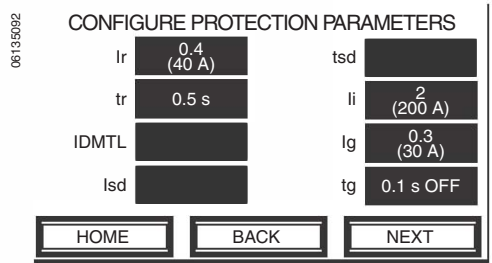 06135092
CONFIGURE PROTECTION PARAMETERS
Ir 0.4 (40 A)
tr 0.5 s
IDMTL
Isd
tsd
Ii 2 (200 A)
Ig 0.3 (30 A)
tg 0.1 s OFF
HOME BACK NEXT